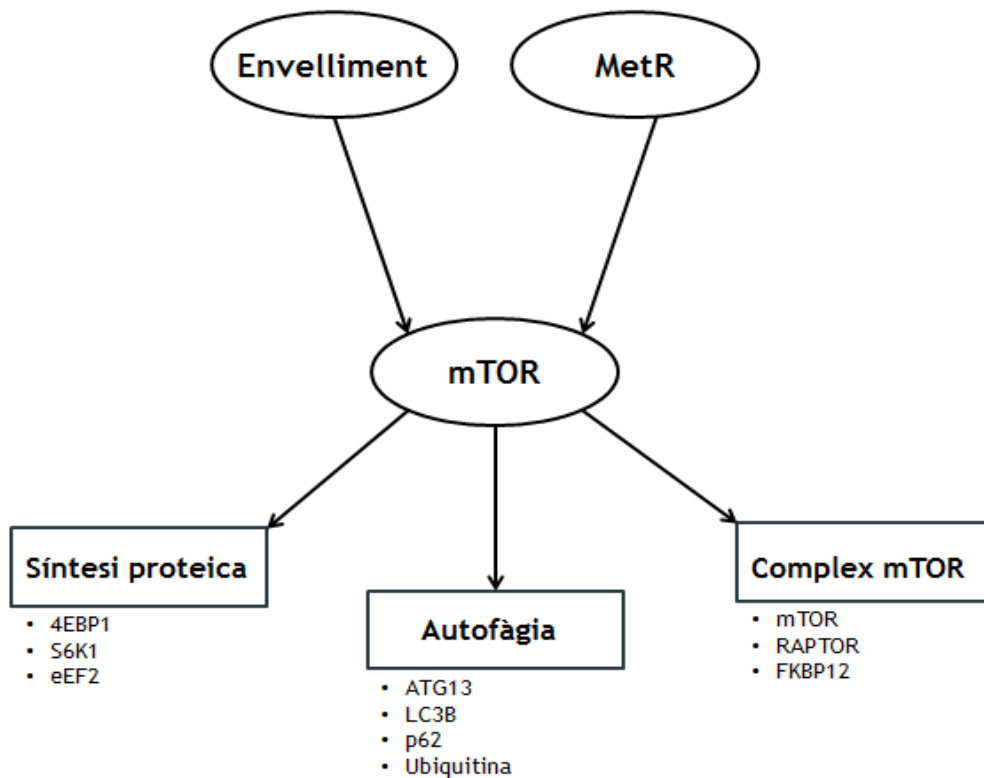 Envelliment
MetR
mTOR
Síntesi proteica
• 4EBP1
• S6K1
• eEF2
Autofàgia
• ATG13
• LC3B
• p62
• Ubiquitina
Complex mTOR
• mTOR
• RAPTOR
• FKBP12